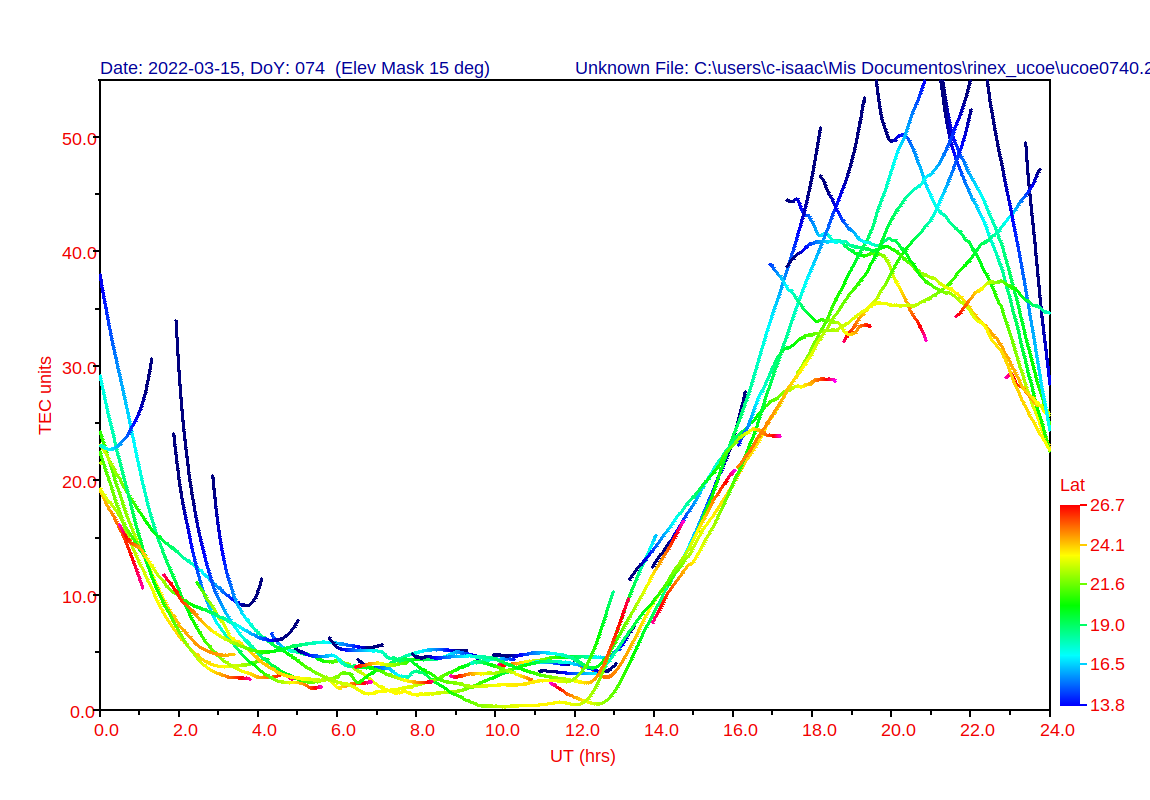 Date: 2022-03-15, DoY: 074  (Elev Mask 15 deg)
Unknown File: C:\users\c-isaac\Mis Documentos\rinex_ucoe\ucoe0740.2
50.0
40.0
30.0
20.0
10.0
0.0
TEC units
0.0 2.0 4.0 6.0 8.0 10.0 12.0 14.0 16.0 18.0 20.0 22.0 24.0
UT (hrs)
Lat
26.7
24.1
21.6
19.0
16.5
13.8